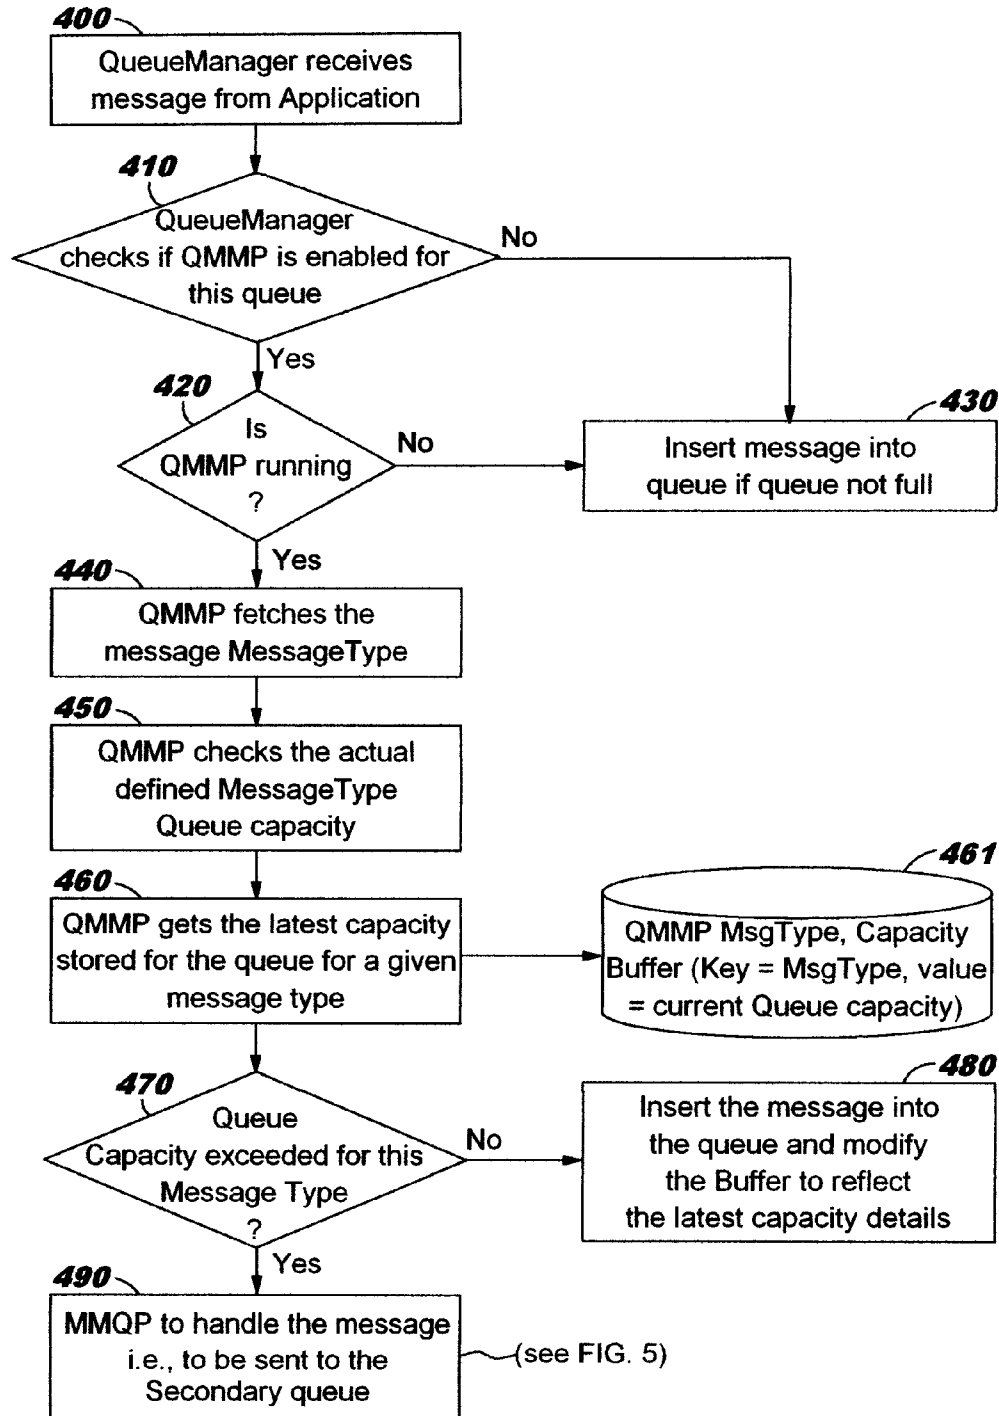 400
QueueManager receives
message from Application
410
QueueManager
checks if QMMP is enabled for
this queue
No
Yes
420
Is
QMMP running
?
No
430
Insert message into
queue if queue not full
Yes
440
QMMP fetches the
message MessageType
450
QMMP checks the actual
defined MessageType
Queue capacity
460
QMMP gets the latest capacity
stored for the queue for a given
message type
461
QMMP MsgType, Capacity
Buffer (Key = MsgType, value
= current Queue capacity)
470
Queue
Capacity exceeded for this
Message Type
?
No
480
Insert the message into
the queue and modify
the Buffer to reflect
the latest capacity details
Yes
490
MMQP to handle the message
i.e., to be sent to the
Secondary queue
(see FIG. 5)